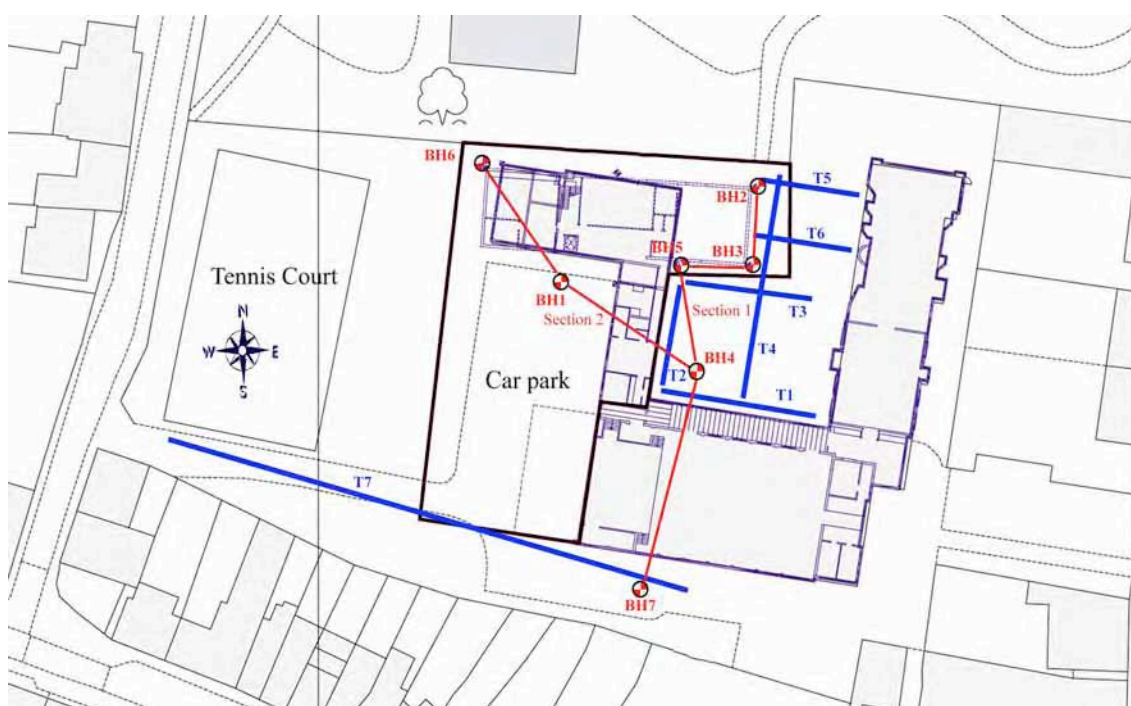 BH6
T5
BH2
T6
BH5
BH3
Tennis Court
BH1
Section 1
Section 2
T3
N
W E
S
T4
BH4
T2
Car park
T1
T7
BH7